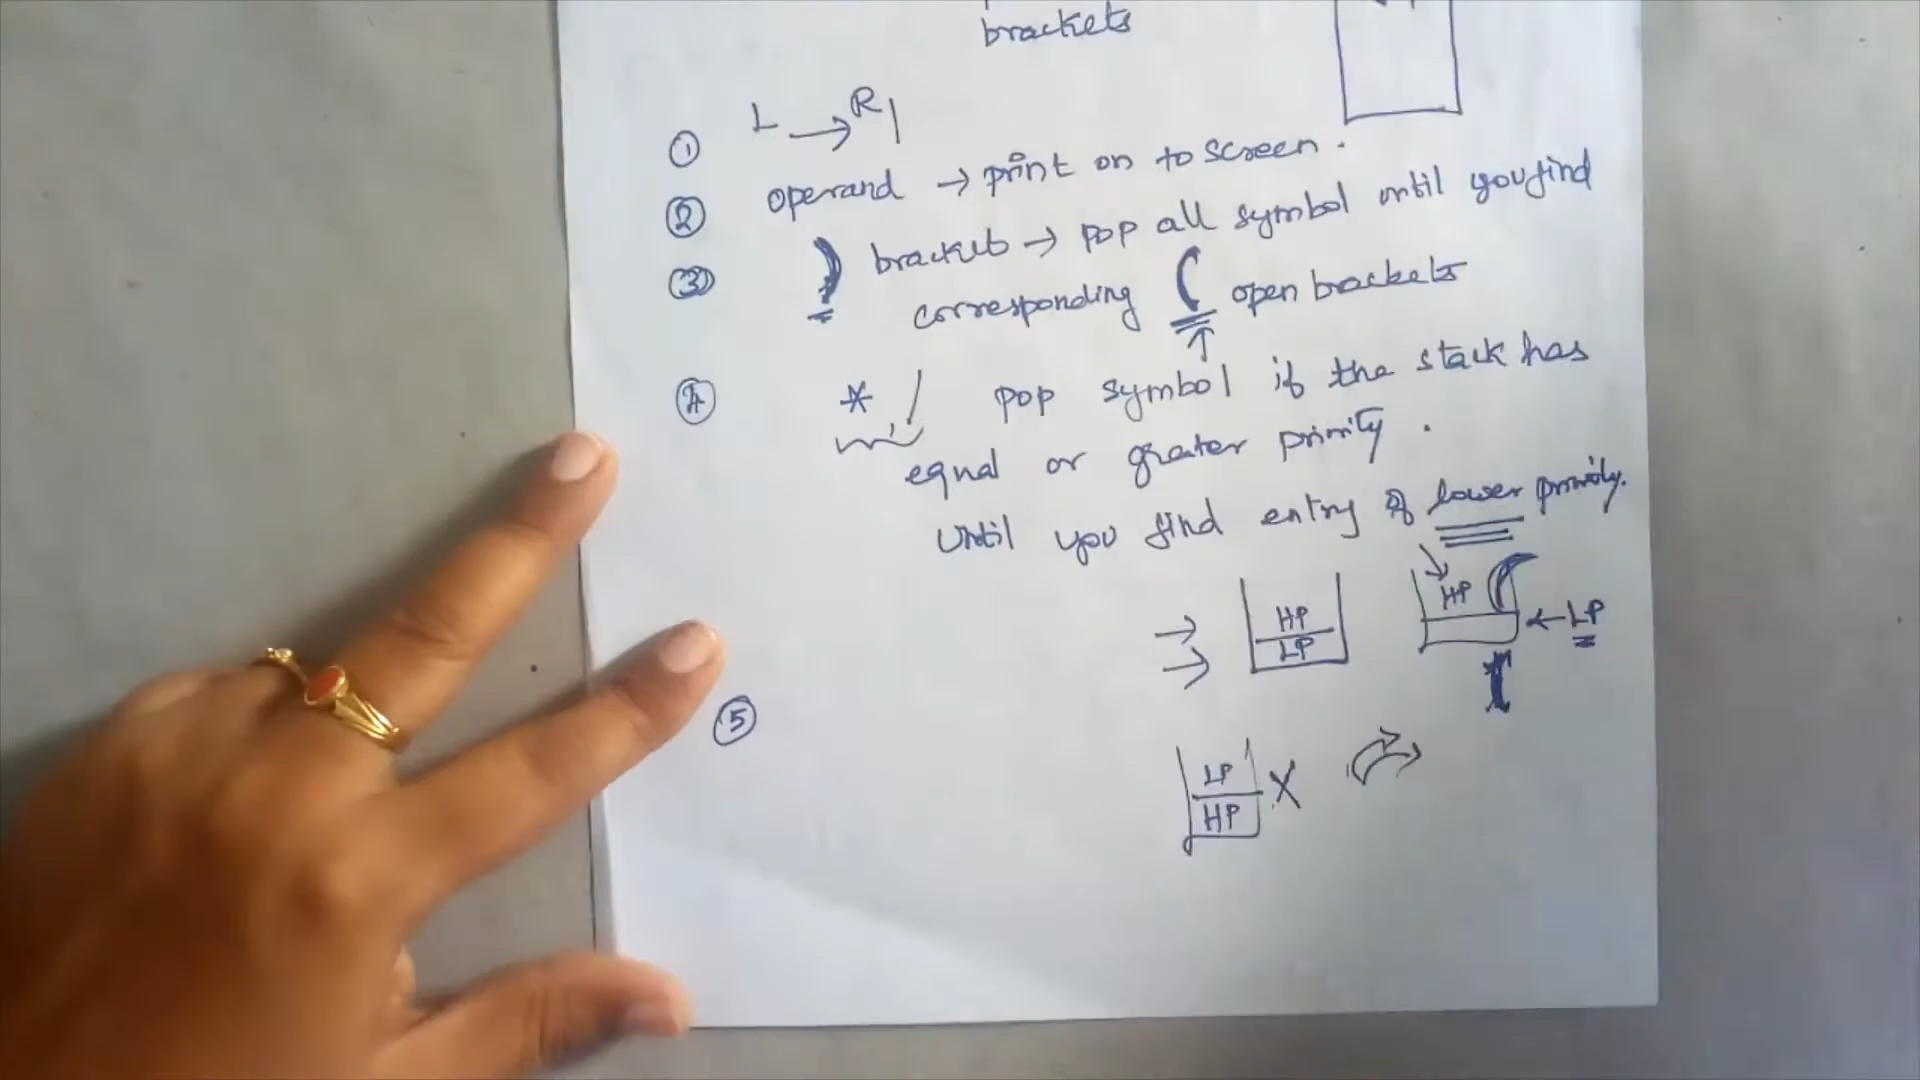 brackets
① L → R |
② operand → print on to screen.
③ ) brackets → pop all symbol until you find
corresponding ( open brackets
④ * / pop symbol if the stack has
equal or greater priority.
Until you find entry of lower priority.
→ HP HP ( ← LP
→ LP
⑤
LP X
HP